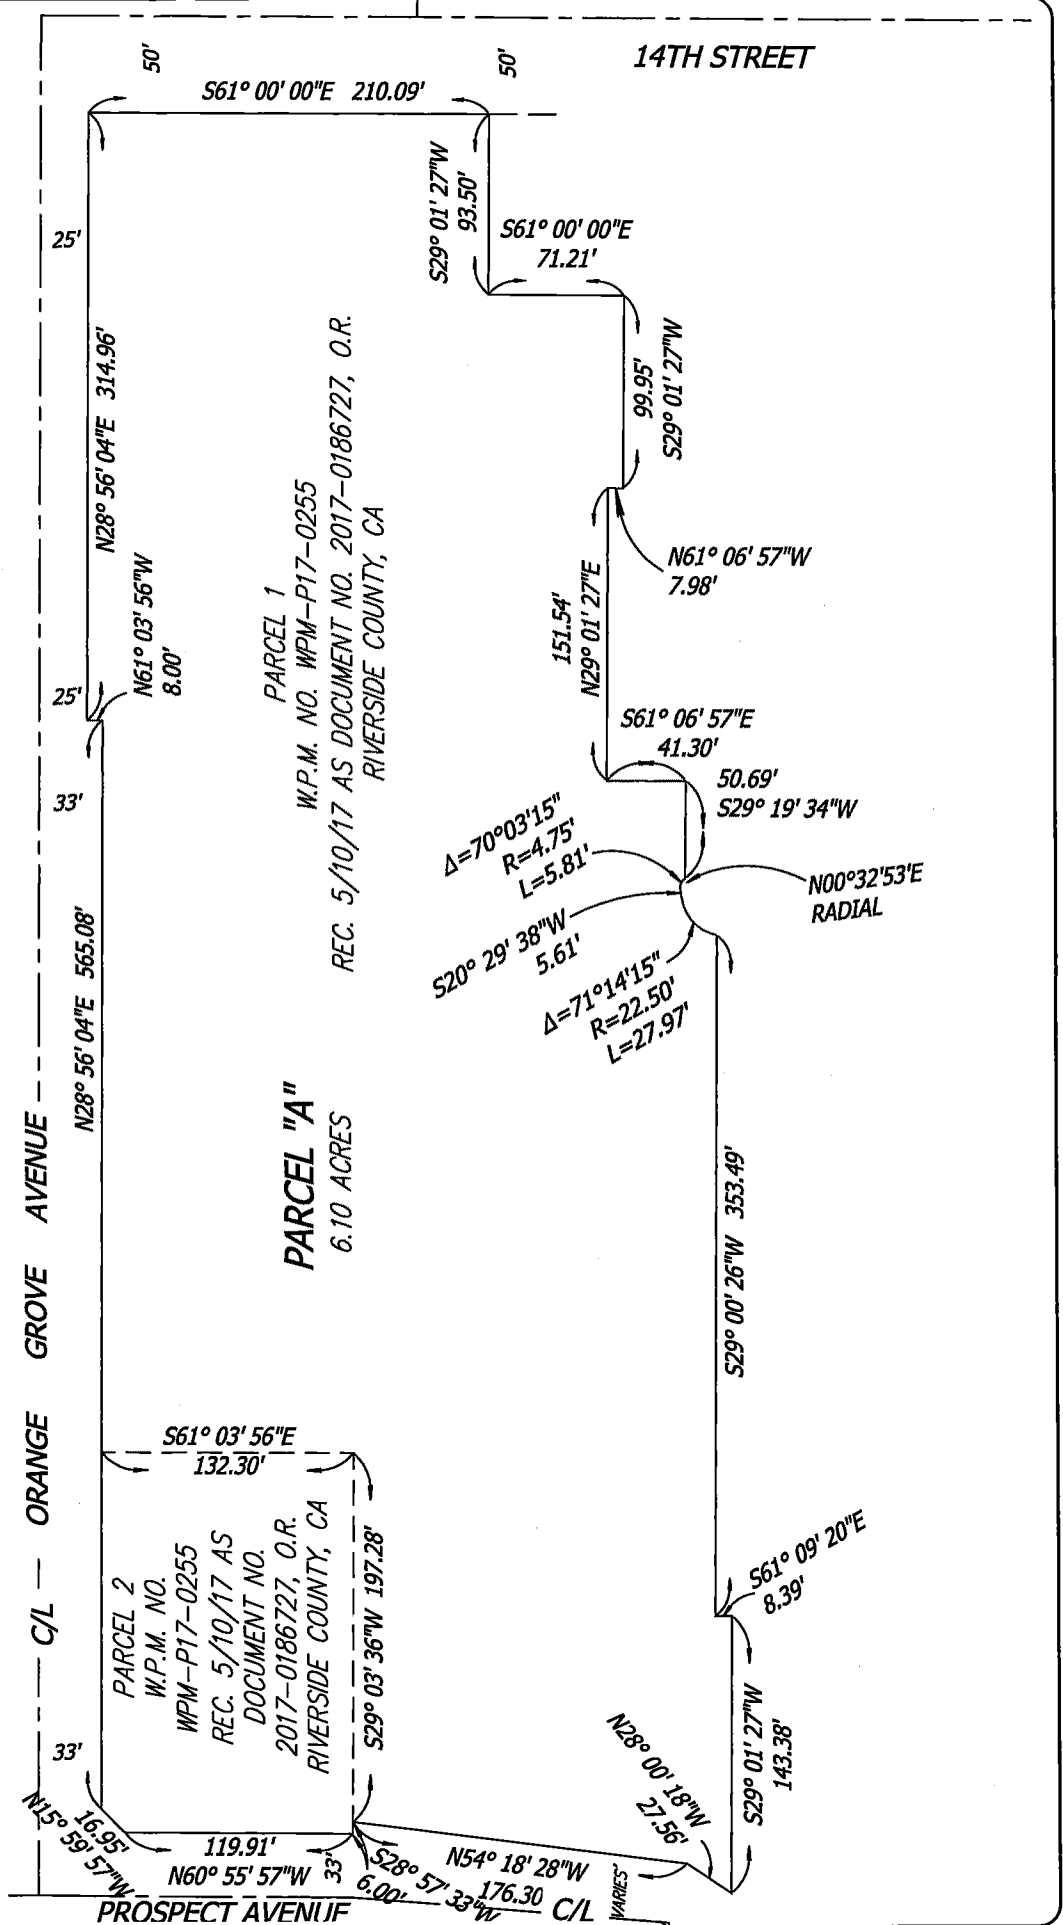 14TH STREET
50'
50'
S61° 00' 00"E 210.09'
S29° 01' 27"W
93.50'
S61° 00' 00"E
71.21'
25'
N28° 56' 04"E 314.96'
99.95'
S29° 01' 27"W
N61° 06' 57"W
7.98'
PARCEL 1
W.P.M. NO. WPM-P17-0255
REC. 5/10/17 AS DOCUMENT NO. 2017-0186727, O.R.
RIVERSIDE COUNTY, CA
N61° 03' 56"W
8.00'
25'
33'
151.54'
N29° 01' 27"E
S61° 06' 57"E
41.30'
50.69'
S29° 19' 34"W
Δ=70°03'15"
R=4.75'
L=5.81'
N00°32'53'E
RADIAL
S20° 29' 38"W
5.61'
Δ=71°14'15"
R=22.50'
L=27.97'
N28° 56' 04"E 565.08'
PARCEL "A"
6.10 ACRES
S29° 00' 26"W 353.49'
C/L ORANGE GROVE AVENUE
S61° 03' 56"E
132.30'
PARCEL 2
W.P.M. NO.
WPM-P17-0255
REC. 5/10/17 AS
DOCUMENT NO.
2017-0186727, O.R.
RIVERSIDE COUNTY, CA
S29° 03' 36"W 197.28'
S61° 09' 20"E
8.39'
S29° 01' 27"W
143.38'
N28° 00' 18"W
27.56'
33'
16.95'
N15° 59' 57"W
119.91'
N60° 55' 57"W
33'
S28° 57' 33"W
6.00'
N54° 18' 28"W
176.30
VARIES'
PROSPECT AVENUE
C/L